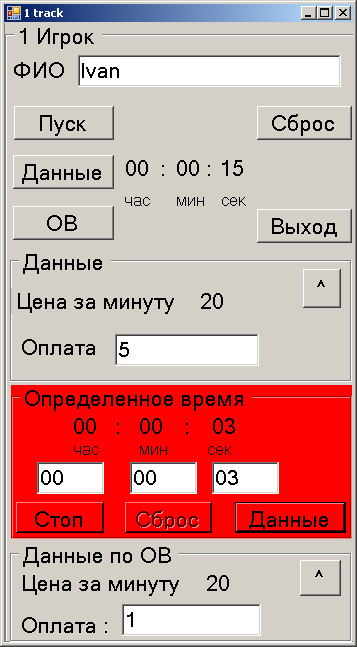 1 track
1 Игрок
ФИО Ivan
Пуск Сброс
Данные 00 : 00 : 15
час мин сек
ОВ Выход
Данные
^
Цена за минуту 20
Оплата 5
Определенное время
00 : 00 : 03
час мин сек
00 00 03
Стоп Сброс Данные
Данные по ОВ
Цена за минуту 20 ^
Оплата : 1